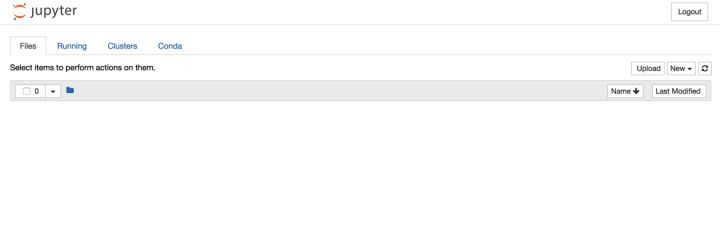 jupyter
Logout
Files Running Clusters Conda
Select items to perform actions on them.
Upload New
0 Name Last Modified